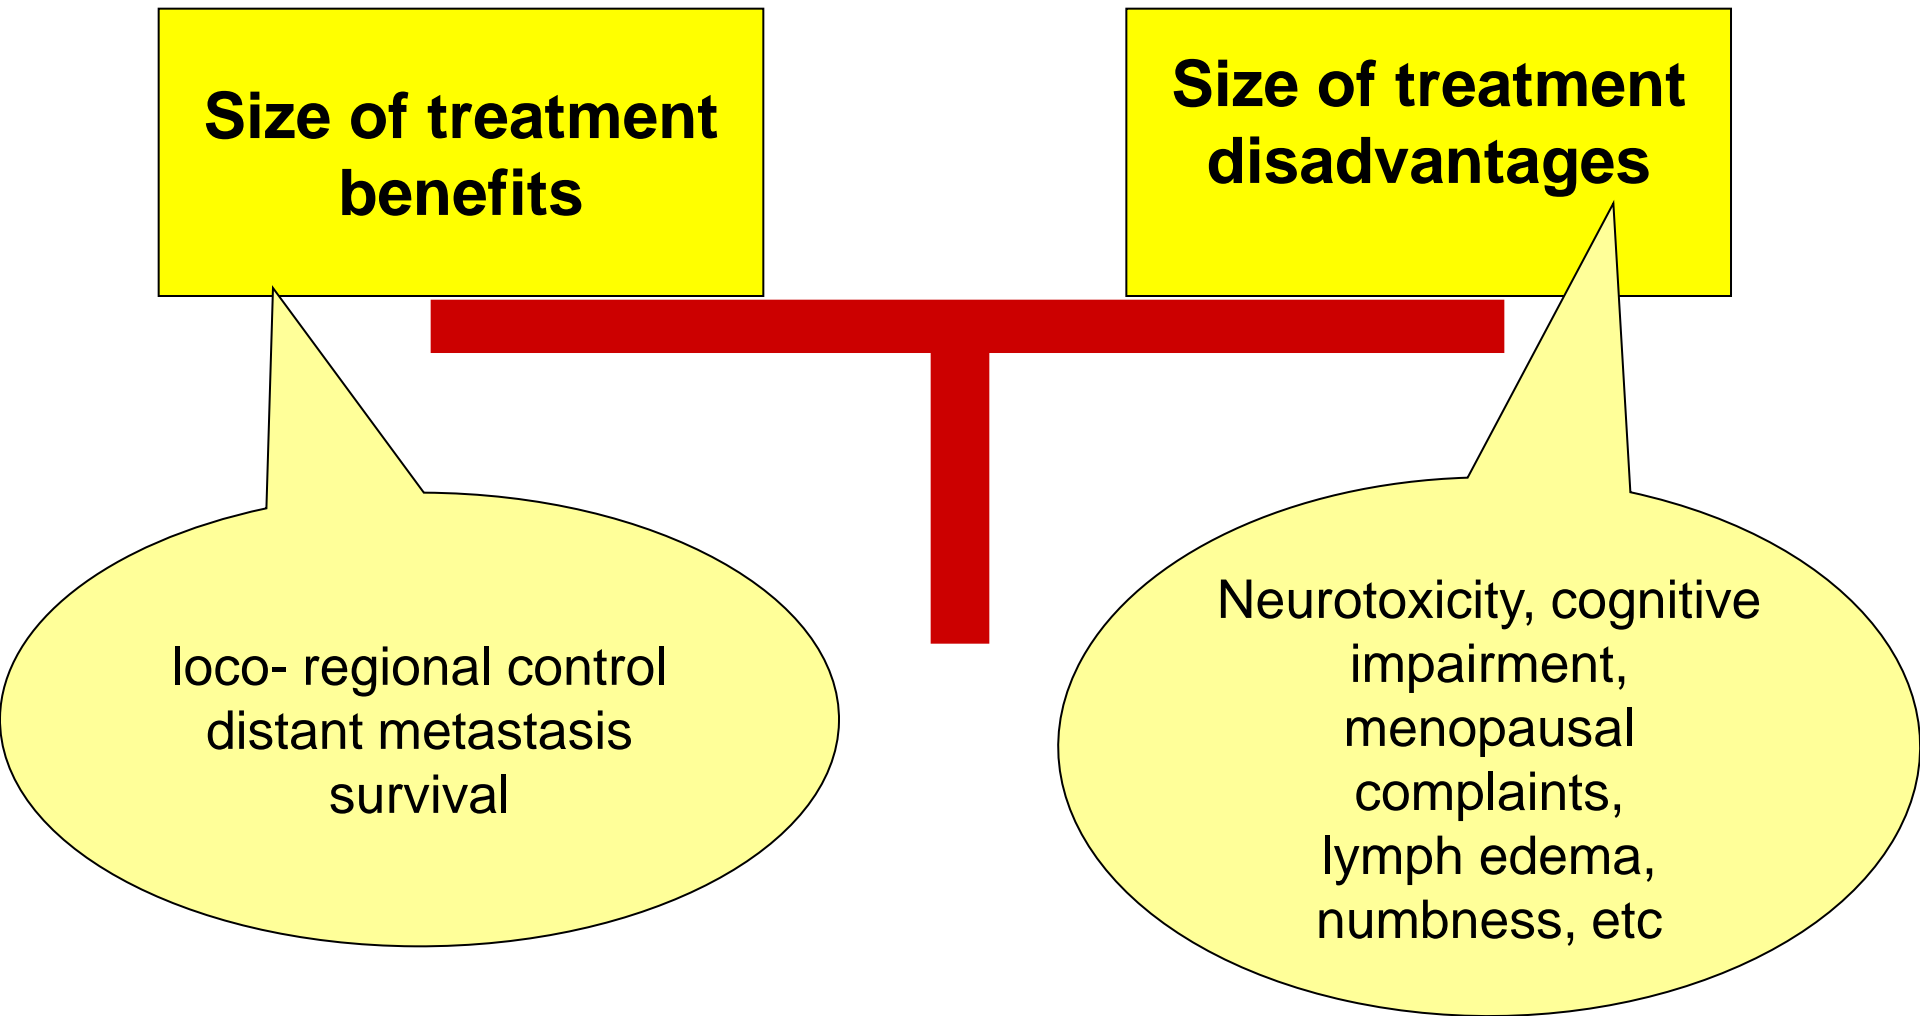 Size of treatment
benefits
Size of treatment
disadvantages
loco- regional control
distant metastasis
survival
Neurotoxicity, cognitive
impairment,
menopausal
complaints,
lymph edema,
numbness, etc